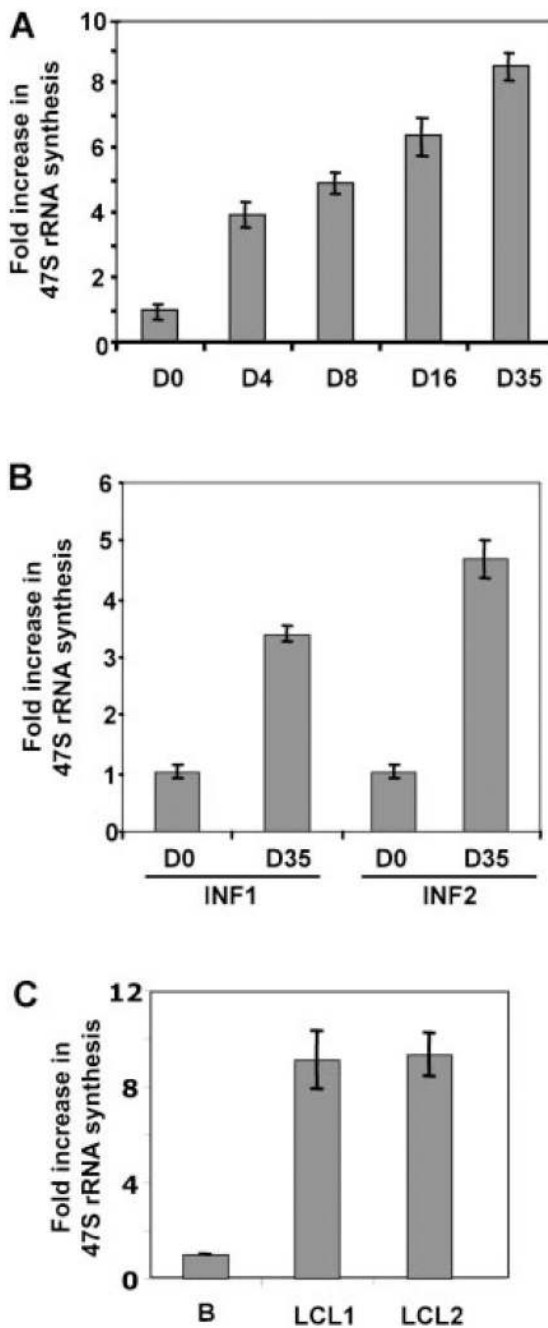 A
Fold increase in
47S rRNA synthesis
10
8
6
4
2
0
D0 D4 D8 D16 D35
B
Fold increase in
47S rRNA synthesis
6
5
4
3
2
1
0
D0 D35 D0 D35
INF1 INF2
C
Fold increase in
47S rRNA synthesis
12
8
4
0
B LCL1 LCL2